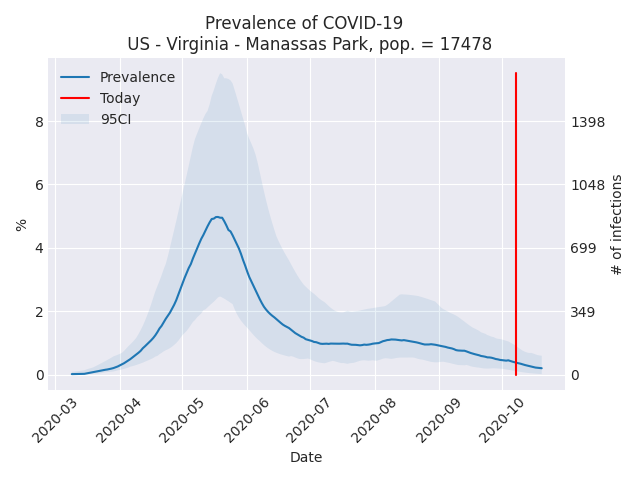 Prevalence of COVID-19
US - Virginia - Manassas Park, pop. = 17478
Prevalence
Today
95CI
%
8
6
4
2
0
1398
1048
699
349
0
# of infections
2020-03
2020-04
2020-05
2020-06
2020-07
2020-08
2020-09
2020-10
Date